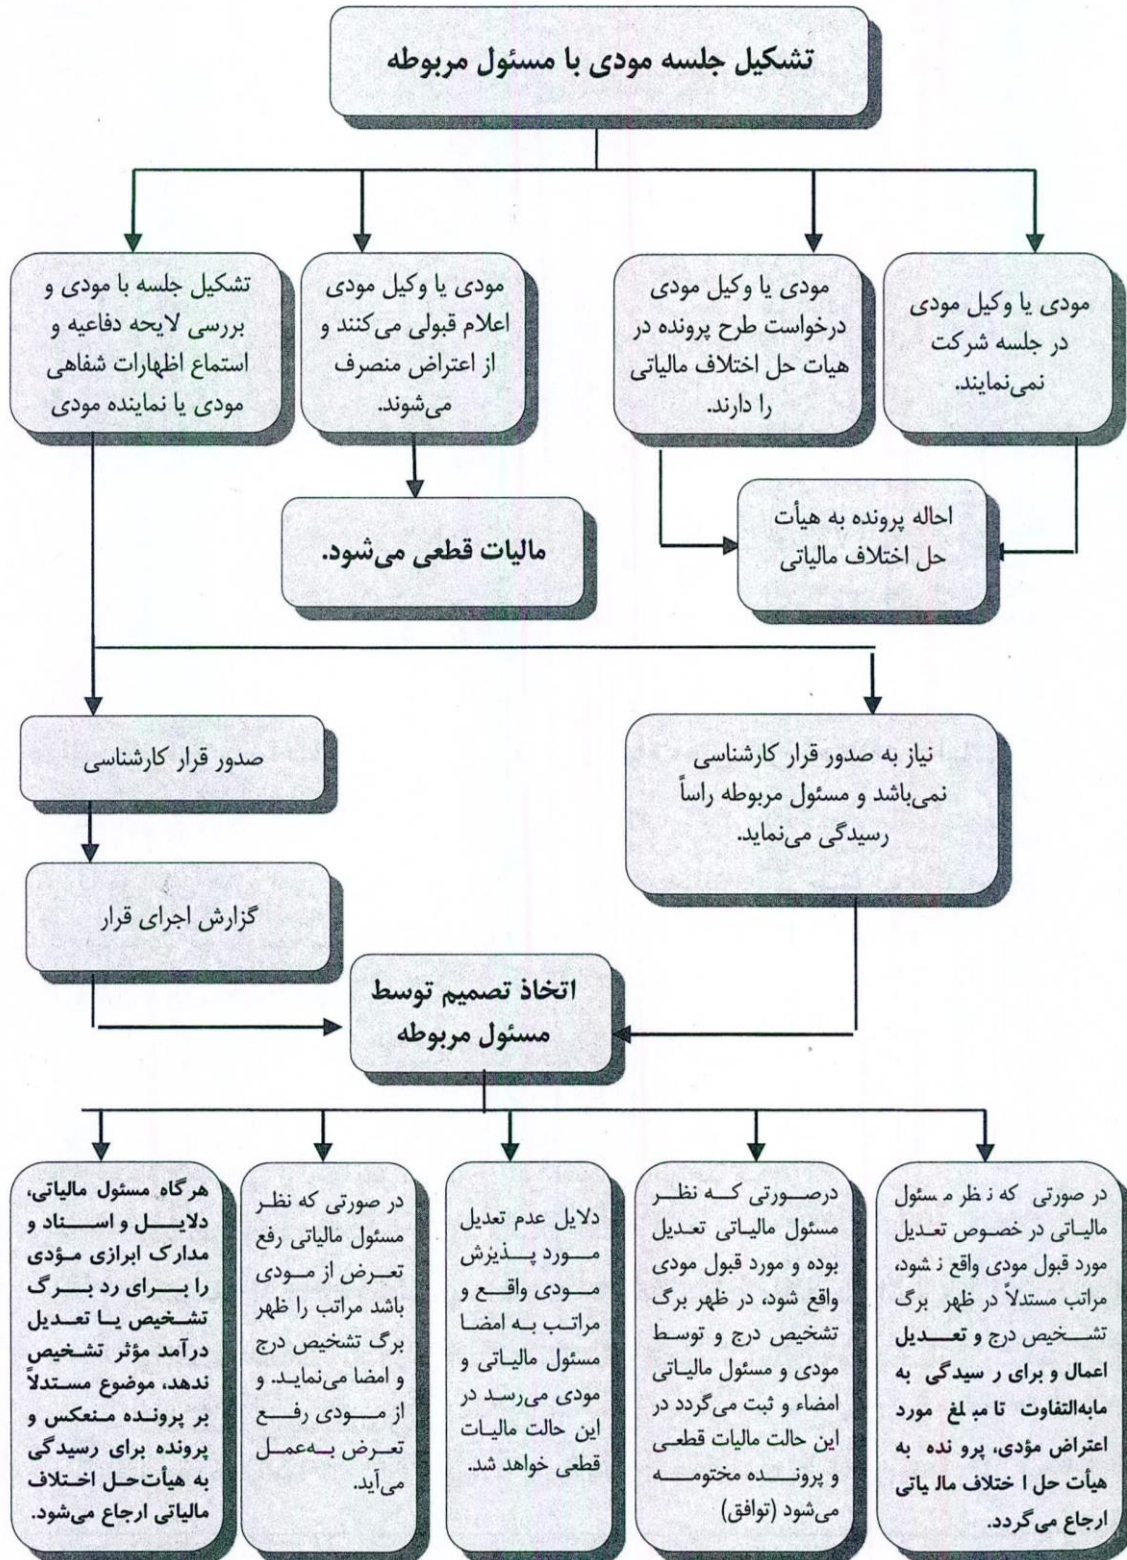 تشکیل جلسه مودی با مسئول مربوطه
مودی یا وکیل مودی
در جلسه شرکت
نمی‌نمایند.
مودی یا وکیل مودی
درخواست طرح پرونده در
هیات حل اختلاف مالیاتی
را دارند.
مودی یا وکیل مودی
اعلام قبولی می‌کنند و
از اعتراض منصرف
می‌شوند.
تشکیل جلسه با مودی و
بررسی لایحه دفاعیه و
استماع اظهارات شفاهی
مودی یا نماینده مودی
احاله پرونده به هیأت
حل اختلاف مالیاتی
مالیات قطعی می‌شود.
نیاز به صدور قرار کارشناسی
نمی‌باشد و مسئول مربوطه راساً
رسیدگی می‌نماید.
صدور قرار کارشناسی
گزارش اجرای قرار
اتخاذ تصمیم توسط
مسئول مربوطه
در صورتی که نظر مسئول
مالیاتی در خصوص تعدیل
مورد قبول مودی واقع نشود،
مراتب مستدلاً در ظهر برگ
تشخیص درج و تعدیل
اعمال و برای رسیدگی به
مابه‌التفاوت تا مبلغ مورد
اعتراض مؤدی، پرونده به
هیأت حل اختلاف مالیاتی
ارجاع می‌گردد.
درصورتی که نظر
مسئول مالیاتی تعدیل
بوده و مورد قبول مودی
واقع شود، در ظهر برگ
تشخیص درج و توسط
مودی و مسئول مالیاتی
امضاء و ثبت می‌گردد در
این حالت مالیات قطعی
و پرونده مختومه
می‌شود (توافق)
دلایل عدم تعدیل
مورد پذیرش
مودی واقع و
مراتب به امضا
مسئول مالیاتی و
مودی می‌رسد در
این حالت مالیات
قطعی خواهد شد.
در صورتی که نظر
مسئول مالیاتی رفع
تعرض از مودی
باشد مراتب را ظهر
برگ تشخیص درج
و امضا می‌نماید. و
از مودی رفع
تعرض به‌عمل
می‌آید.
هرگاه مسئول مالیاتی،
دلایل و اسناد و
مدارک ابرازی مؤدی
را برای رد برگ
تشخیص یا تعدیل
درآمد مؤثر تشخیص
ندهد، موضوع مستدلاً
بر پرونده منعکس و
پرونده برای رسیدگی
به هیأت‌حل اختلاف
مالیاتی ارجاع می‌شود.